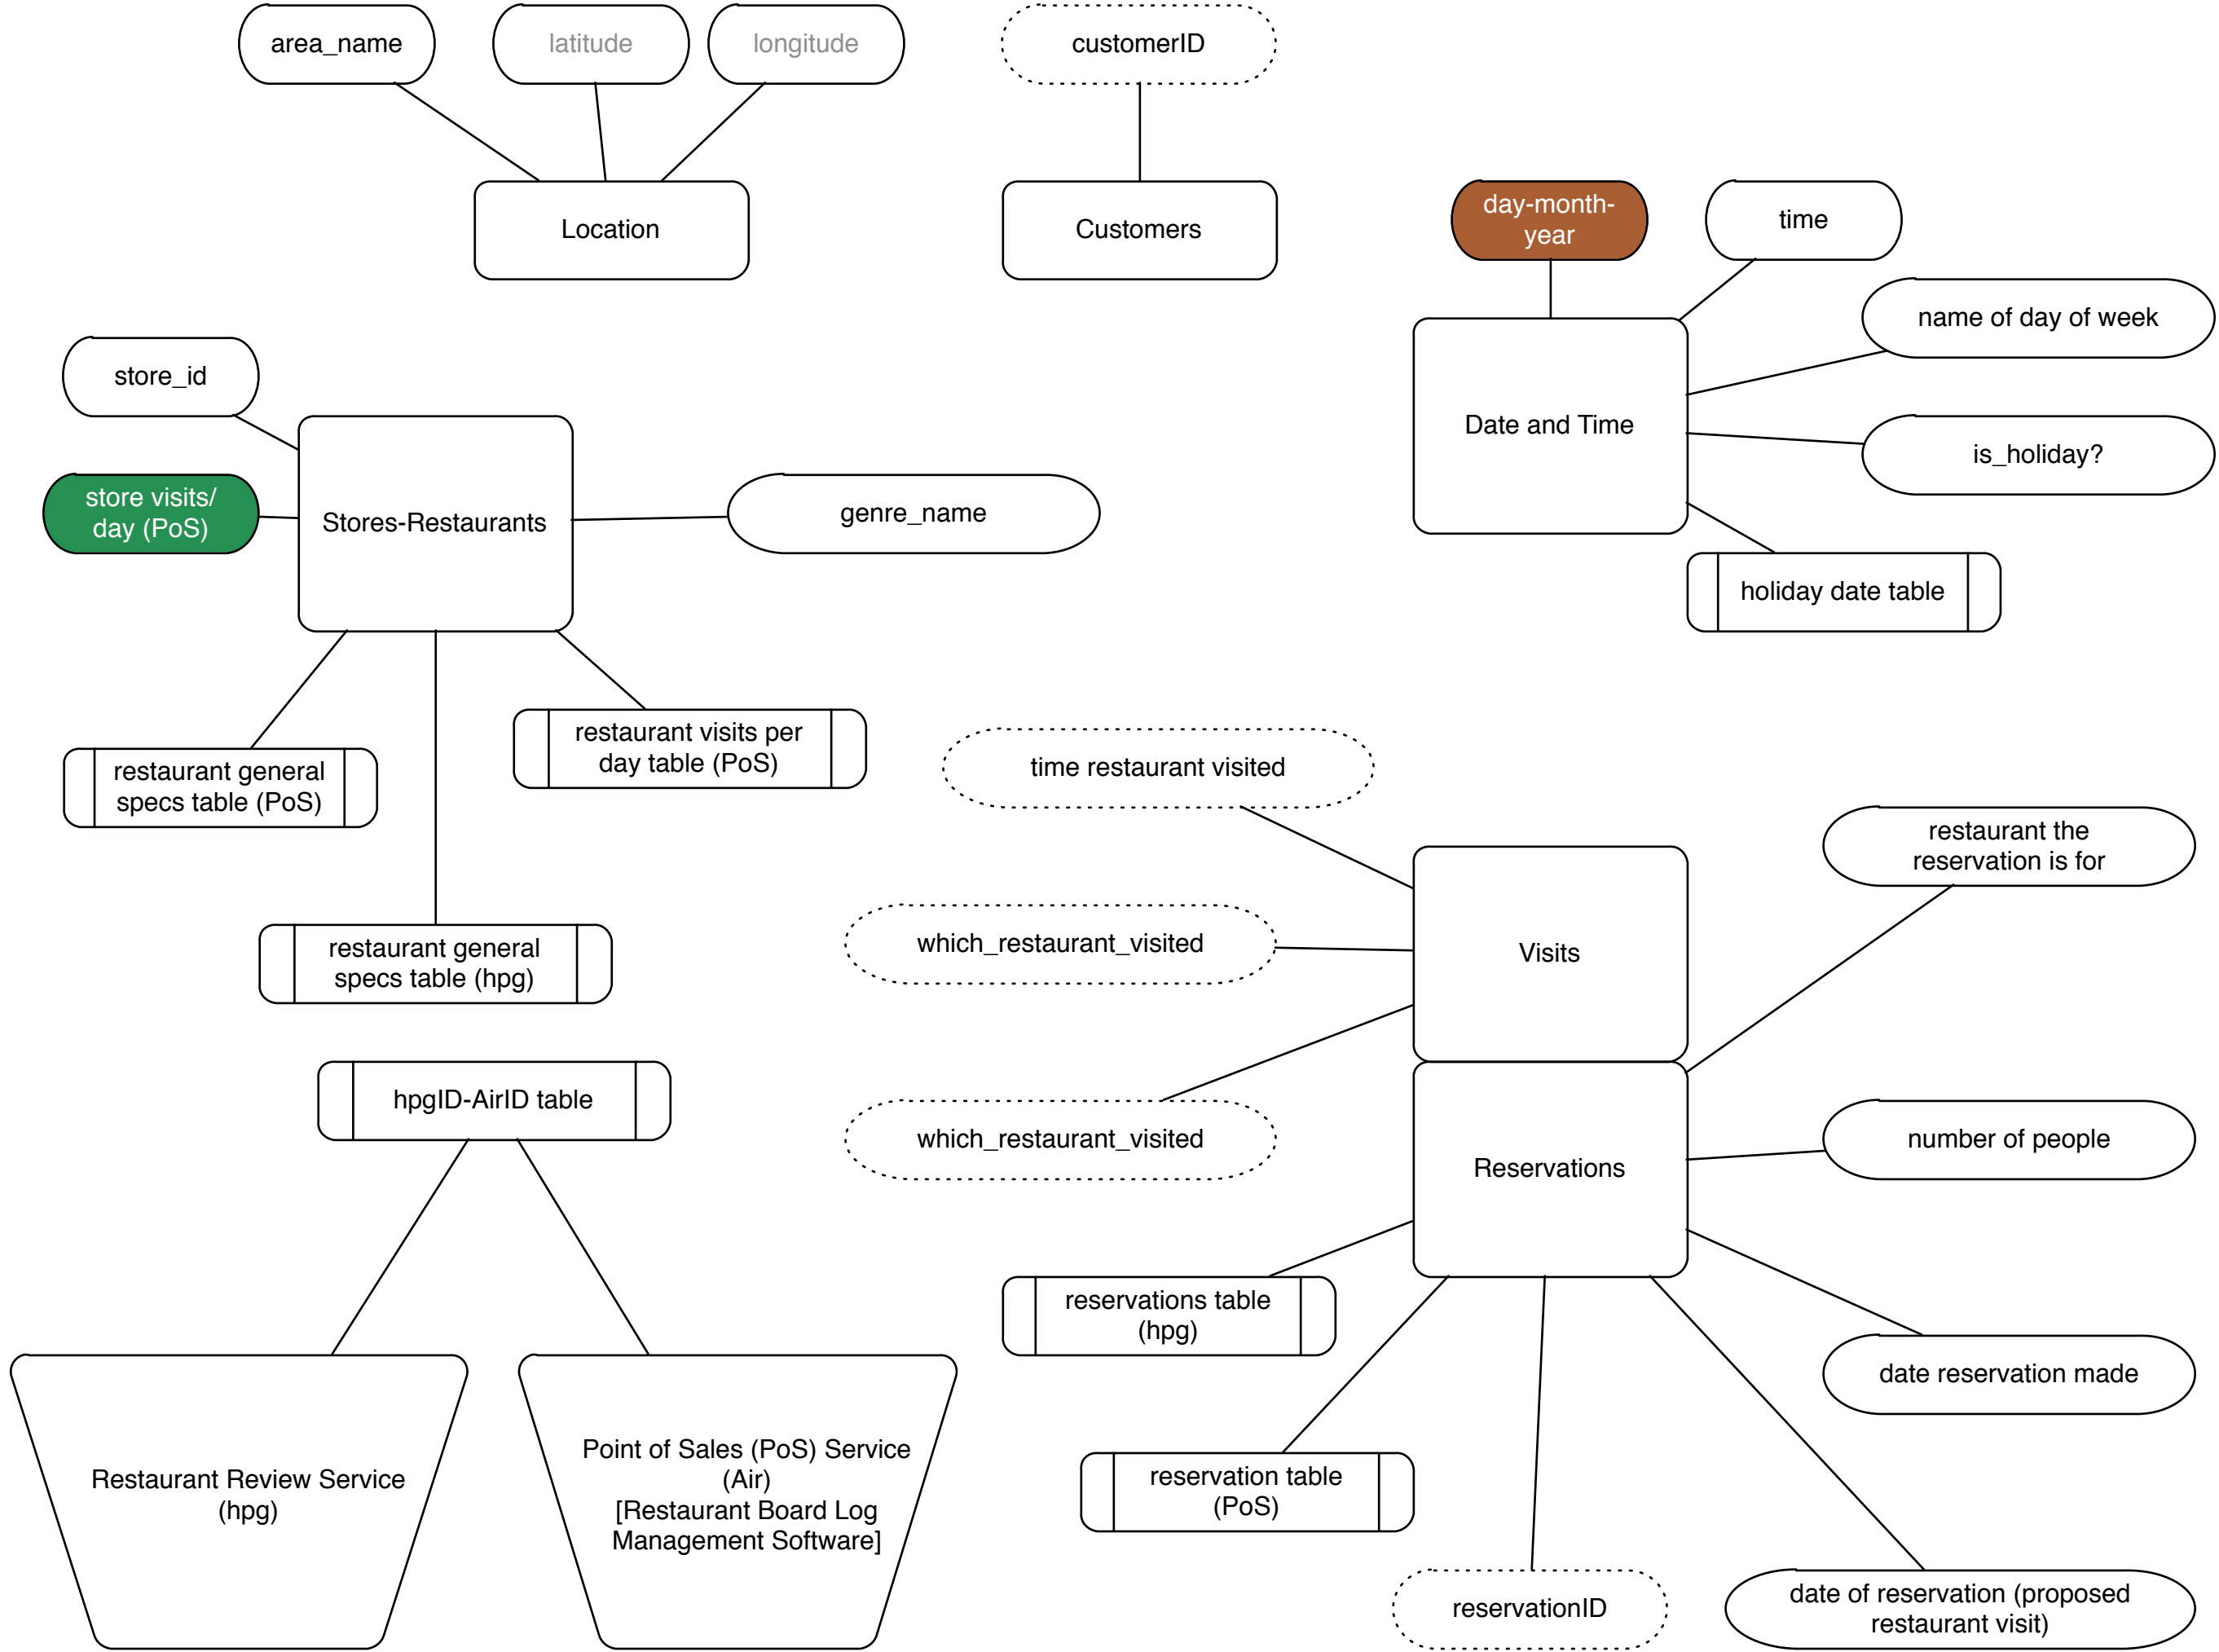 area_name
latitude
longitude
customerID
Location
Customers
day-month-
year
time
name of day of week
Date and Time
is_holiday?
holiday date table
store_id
store visits/
day (PoS)
Stores-Restaurants
genre_name
restaurant general
specs table (PoS)
restaurant visits per
day table (PoS)
restaurant general
specs table (hpg)
hpgID-AirID table
Restaurant Review Service
(hpg)
Point of Sales (PoS) Service
(Air)
[Restaurant Board Log
Management Software]
time restaurant visited
which_restaurant_visited
which_restaurant_visited
Visits
Reservations
restaurant the
reservation is for
number of people
date reservation made
date of reservation (proposed
restaurant visit)
reservations table
(hpg)
reservation table
(PoS)
reservationID